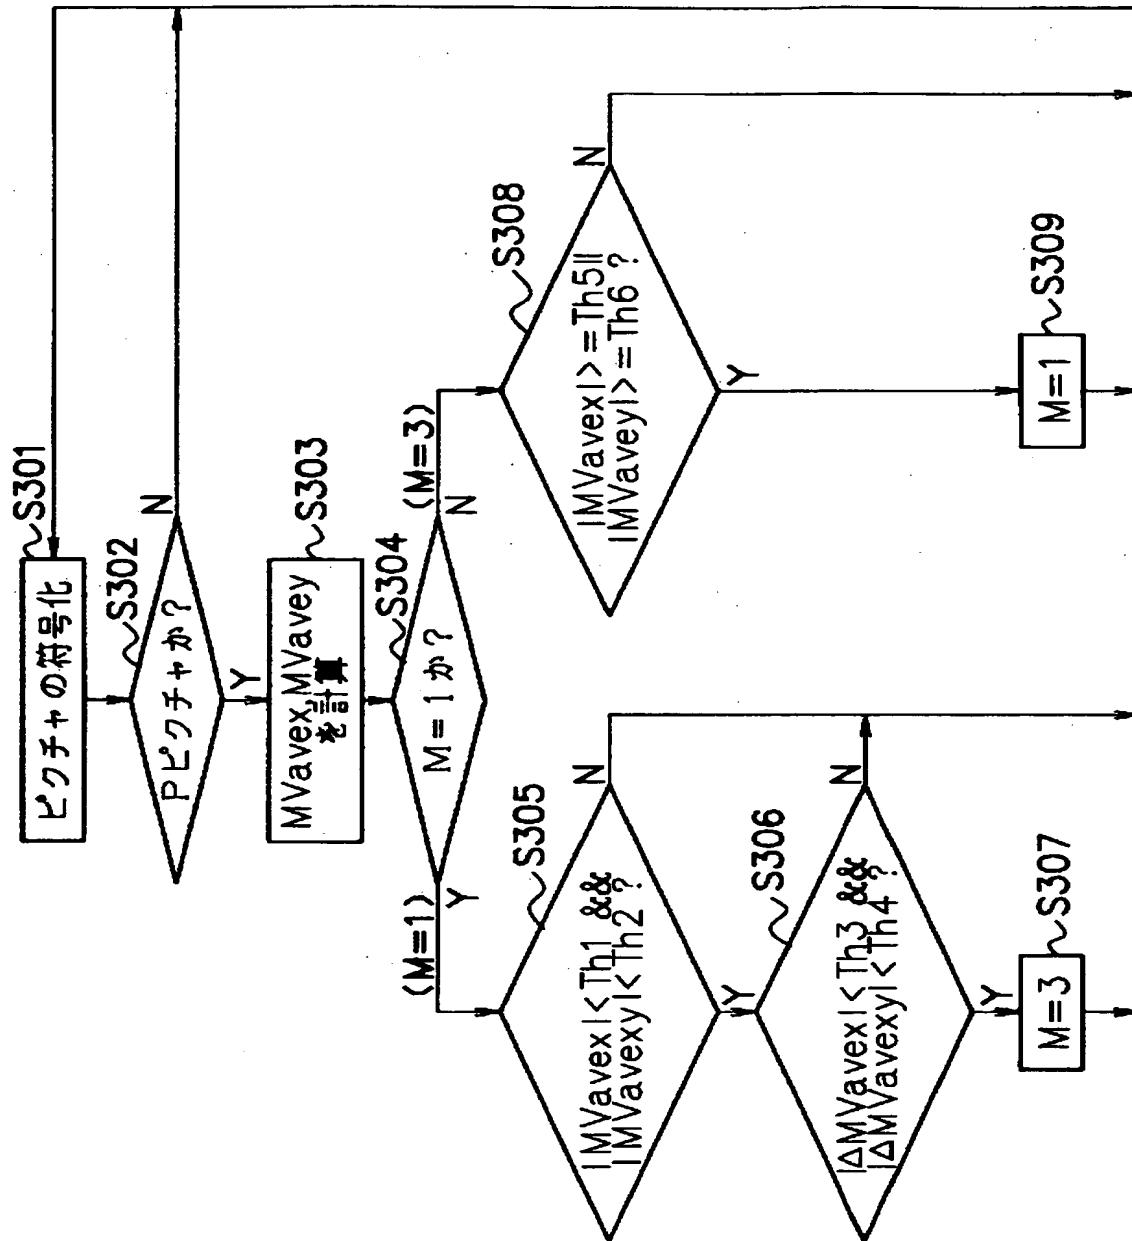 S301
ピクチャの符号化
S302
Pピクチャか?
N
Y
S303
MVavex,MVavey
を計算
S304
M=1か?
(M=1)
Y
(M=3)
N
S305
|MVavex|<Th1 &&
|MVavexy|<Th2 ?
N
Y
S306
|ΔMVavex|<Th3 &&
|ΔMVavexy|<Th4 ?
N
Y
S307
M=3
S308
|MVavex|>=Th5||
|MVavey|>=Th6 ?
N
Y
S309
M=1